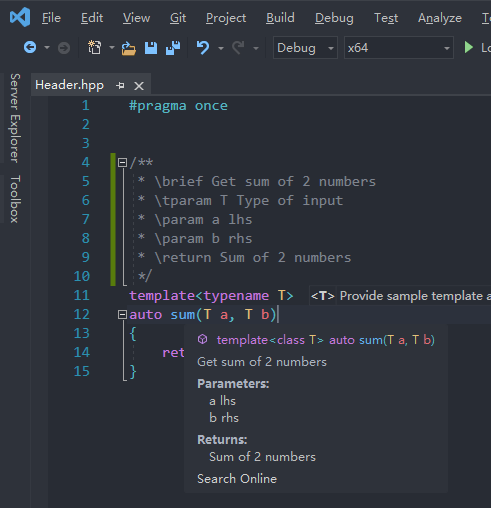 File Edit View Git Project Build Debug Test Analyze
Debug x64
Server Explorer
Toolbox
Header.hpp
1 #pragma once
2
3
4 /**
5 * \brief Get sum of 2 numbers
6 * \tparam T Type of input
7 * \param a lhs
8 * \param b rhs
9 * \return Sum of 2 numbers
10 */
11 template<typename T> <T> Provide sample template a
12 auto sum(T a, T b)
13 {
14 ret
15 }
template<class T> auto sum(T a, T b)
Get sum of 2 numbers
Parameters:
a lhs
b rhs
Returns:
Sum of 2 numbers
Search Online